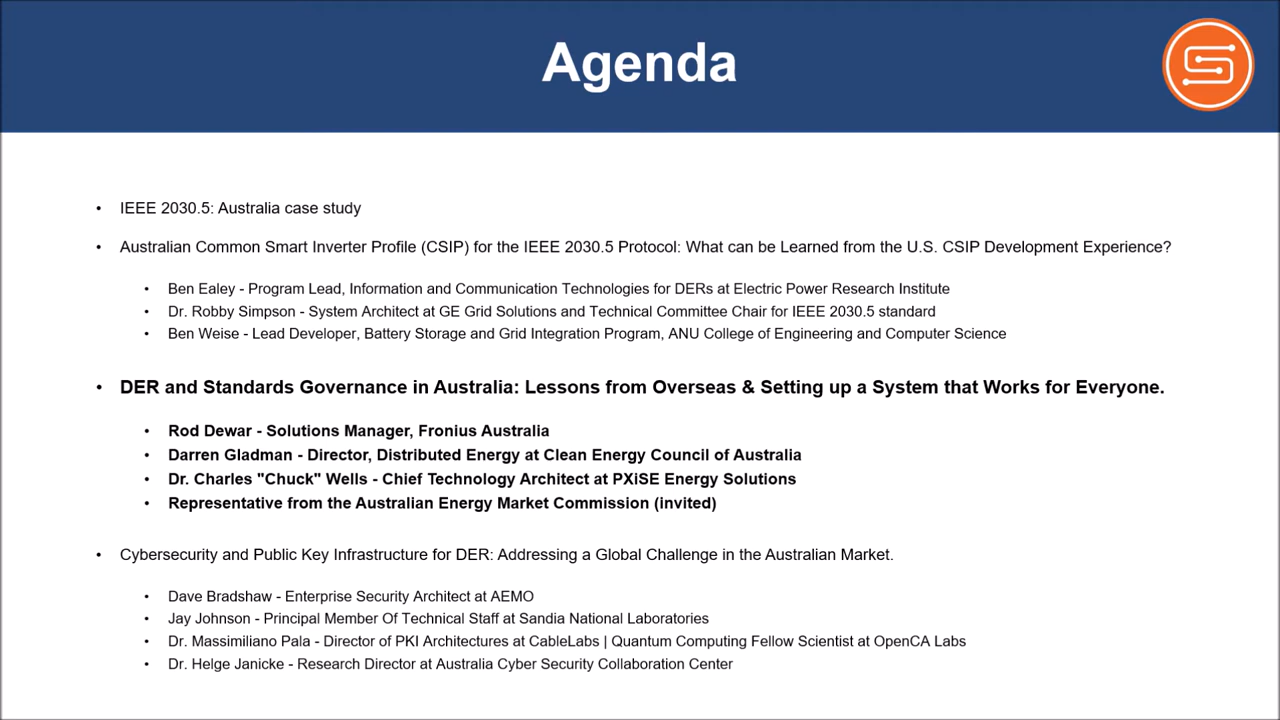 Agenda
• IEEE 2030.5: Australia case study
• Australian Common Smart Inverter Profile (CSIP) for the IEEE 2030.5 Protocol: What can be Learned from the U.S. CSIP Development Experience?
• Ben Ealey - Program Lead, Information and Communication Technologies for DERs at Electric Power Research Institute
• Dr. Robby Simpson - System Architect at GE Grid Solutions and Technical Committee Chair for IEEE 2030.5 standard
• Ben Weise - Lead Developer, Battery Storage and Grid Integration Program, ANU College of Engineering and Computer Science
• DER and Standards Governance in Australia: Lessons from Overseas & Setting up a System that Works for Everyone.
• Rod Dewar - Solutions Manager, Fronius Australia
• Darren Gladman - Director, Distributed Energy at Clean Energy Council of Australia
• Dr. Charles "Chuck" Wells - Chief Technology Architect at PXiSE Energy Solutions
• Representative from the Australian Energy Market Commission (invited)
• Cybersecurity and Public Key Infrastructure for DER: Addressing a Global Challenge in the Australian Market.
• Dave Bradshaw - Enterprise Security Architect at AEMO
• Jay Johnson - Principal Member Of Technical Staff at Sandia National Laboratories
• Dr. Massimiliano Pala - Director of PKI Architectures at CableLabs | Quantum Computing Fellow Scientist at OpenCA Labs
• Dr. Helge Janicke - Research Director at Australia Cyber Security Collaboration Center